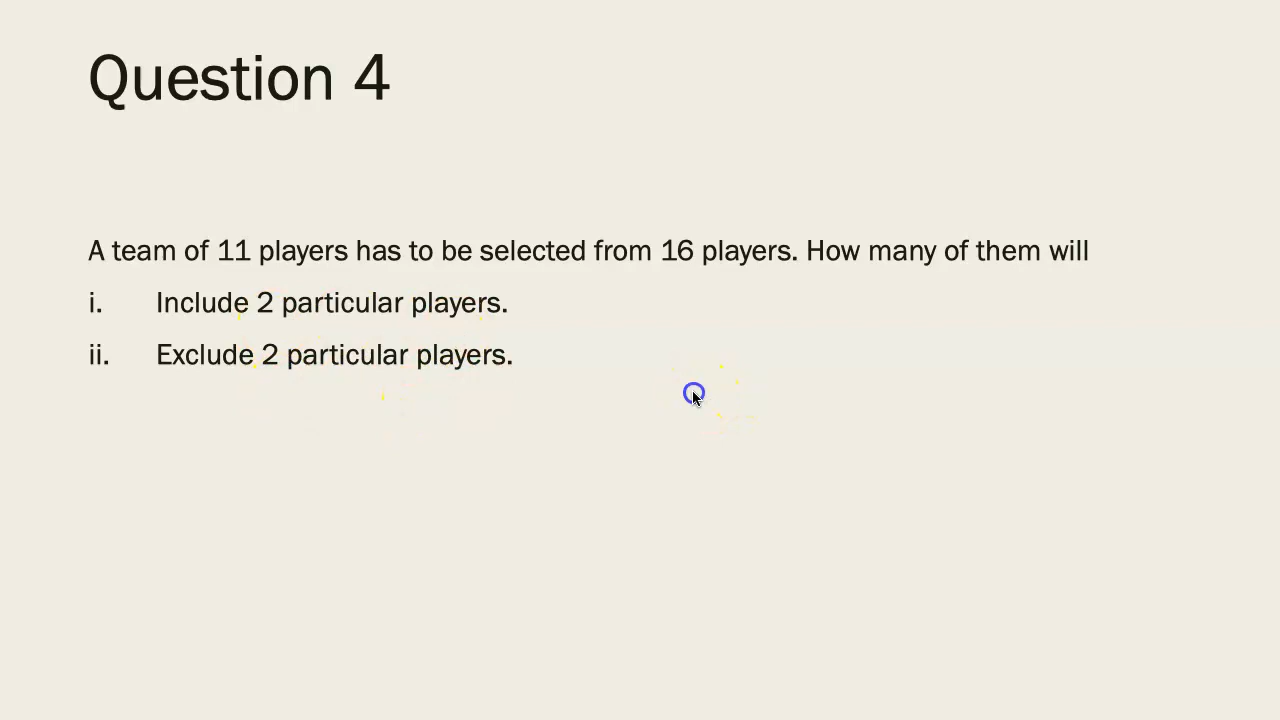 Question 4
A team of 11 players has to be selected from 16 players. How many of them will
i. Include 2 particular players.
ii. Exclude 2 particular players.